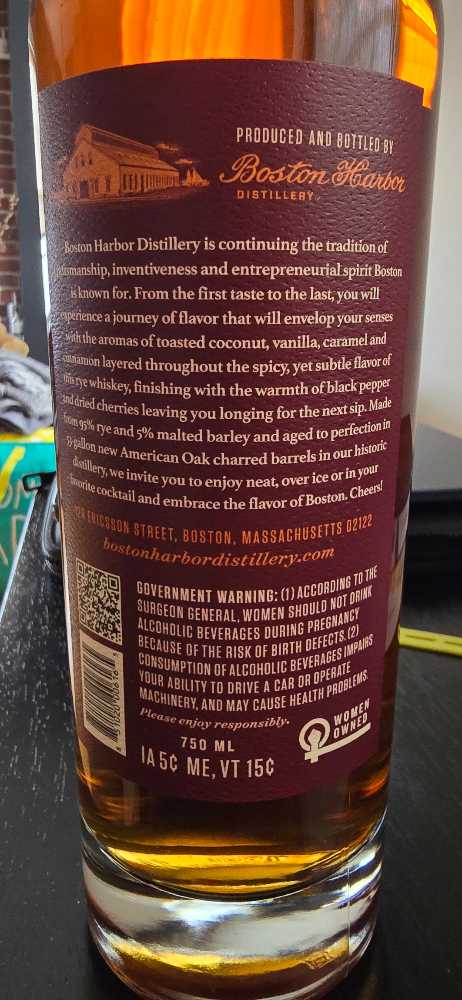 PRODUCED AND BOTTLED BY
Boston Harbor
DISTILLERY
Boston Harbor Distillery is continuing the tradition of
craftsmanship, inventiveness and entrepreneurial spirit Boston
is known for. From the first taste to the last, you will
experience a journey of flavor that will envelop your senses
with the aromas of toasted coconut, vanilla, caramel and
cinnamon layered throughout the spicy, yet subtle flavor of
this rye whiskey, finishing with the warmth of black pepper
and dried cherries leaving you longing for the next sip. Made
from 95% rye and 5% malted barley and aged to perfection in
53-gallon new American Oak charred barrels in our historic
distillery, we invite you to enjoy neat, over ice or in your
favorite cocktail and embrace the flavor of Boston. Cheers!
12R ERICSSON STREET, BOSTON, MASSACHUSETTS 02122
bostonharbordistillery.com
GOVERNMENT WARNING: (1) ACCORDING TO THE
SURGEON GENERAL, WOMEN SHOULD NOT DRINK
ALCOHOLIC BEVERAGES DURING PREGNANCY
BECAUSE OF THE RISK OF BIRTH DEFECTS. (2)
CONSUMPTION OF ALCOHOLIC BEVERAGES IMPAIRS
YOUR ABILITY TO DRIVE A CAR OR OPERATE
MACHINERY, AND MAY CAUSE HEALTH PROBLEMS.
Please enjoy responsibly.
750 ML
IA 5¢ ME, VT 15¢
WOMEN
OWNED